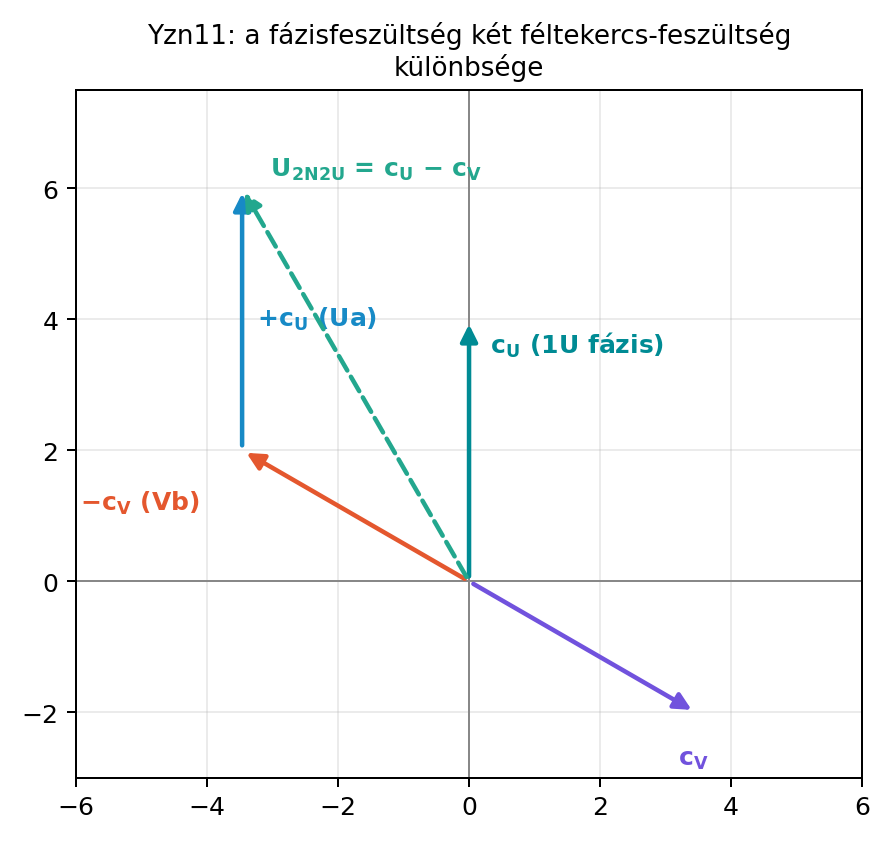 Yzn11: a fázisfeszültség két féltekercs-feszültség
különbsége
U2N2U = cU − cV
+cU (Ua)
cU (1U fázis)
−cV (Vb)
cV
6
4
2
0
−2
−6 −4 −2 0 2 4 6